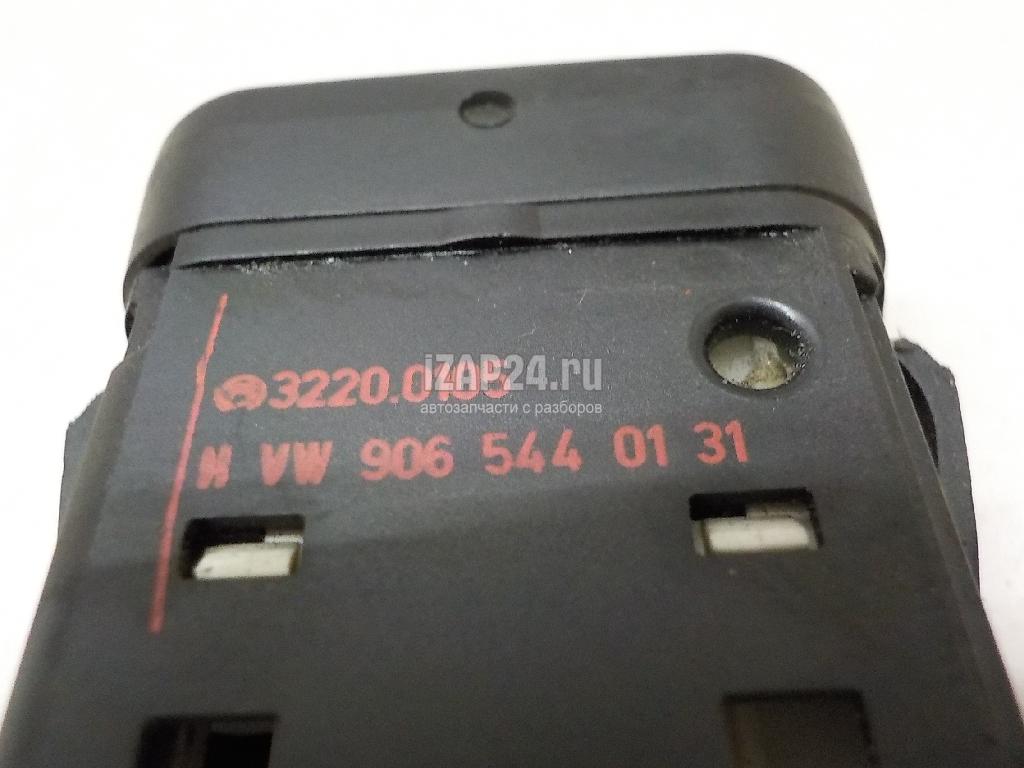 iZAP24.ru
автозапчасти с разборов
VW 906 544 01 31